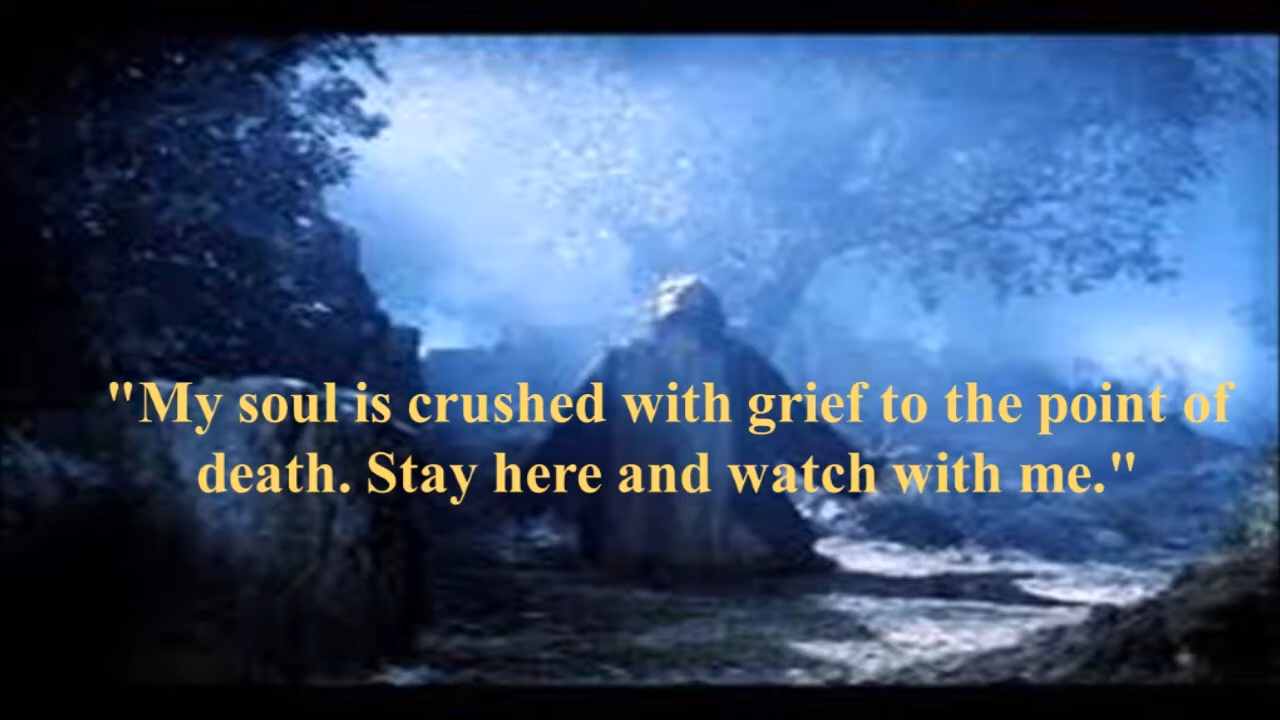 "My soul is crushed with grief to the point of
death. Stay here and watch with me."